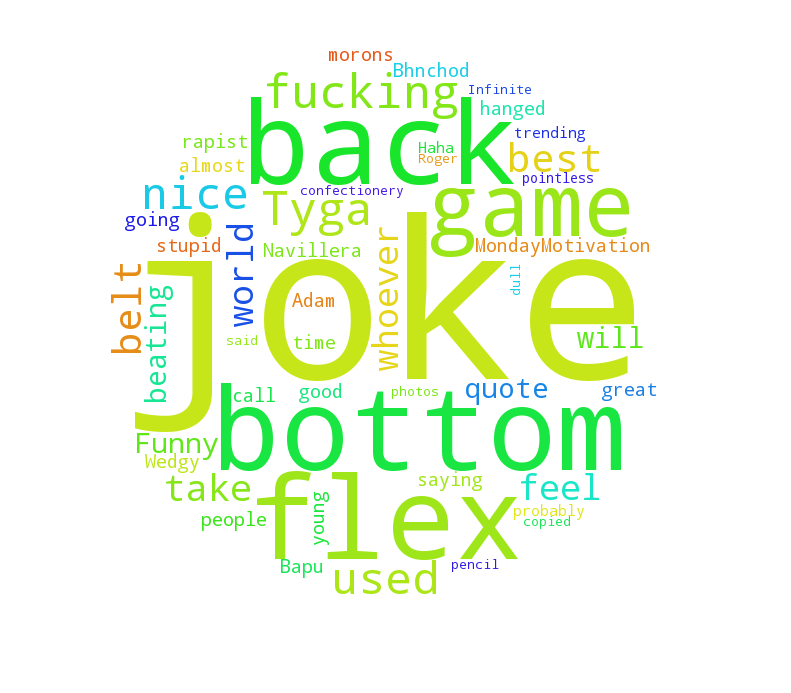 morons
Bhnchod
fucking
Infinite
back
hanged
trending
rapist
Haha
Roger
best
almost
pointless
nice
confectionery
game
Tyga
going
world
whoever
stupid
Navillera
MondayMotivation
joke
dull
belt
beating
Adam
said
time
will
bottom
call
good
photos
quote
great
Funny
Wedgy
flex
take
saying
feel
people
young
probably
copied
Bapu
used
pencil